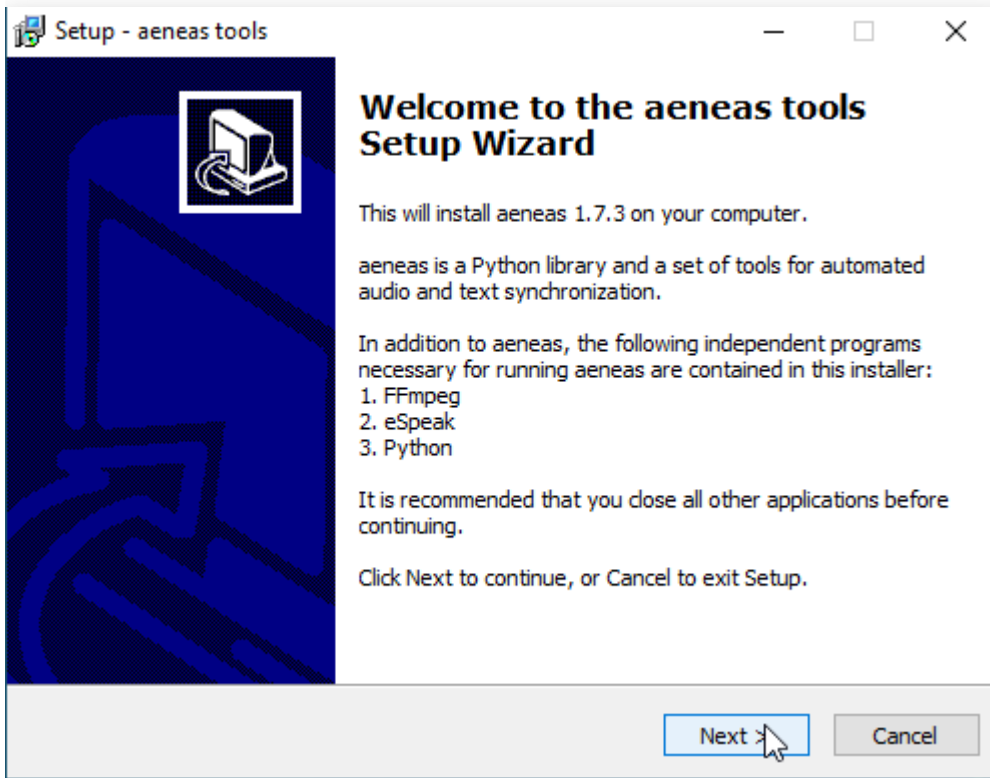 Setup - aeneas tools
Welcome to the aeneas tools
Setup Wizard
This will install aeneas 1.7.3 on your computer.
aeneas is a Python library and a set of tools for automated
audio and text synchronization.
In addition to aeneas, the following independent programs
necessary for running aeneas are contained in this installer:
1. FFmpeg
2. eSpeak
3. Python
It is recommended that you close all other applications before
continuing.
Click Next to continue, or Cancel to exit Setup.
Next >
Cancel